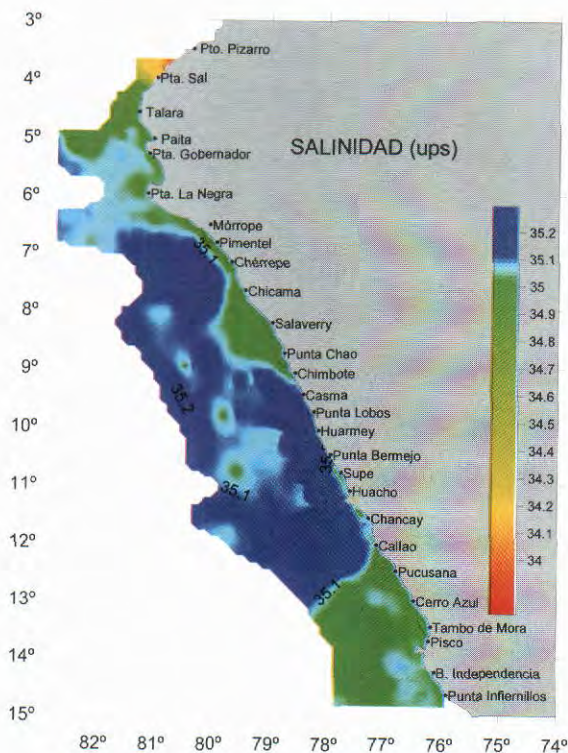 3°
Pto. Pizarro
4°
Pta. Sal
Talara
5°
Paita
Pta. Gobernador
SALINIDAD (ups)
6°
Pta. La Negra
Mórrope
35.1
7°
Pimentel
Chérrepe
Chicama
8°
Salaverry
9°
Punta Chao
Chimbote
35.2
Casma
10°
Punta Lobos
Huarmey
Punta Bermejo
35.1
11°
Supe
Huacho
Chancay
12°
Callao
Pucusana
35.1
13°
Cerro Azul
Tambo de Mora
Pisco
14°
B. Independencia
Punta Infiernillos
15°
35.2
35.1
35
34.9
34.8
34.7
34.6
34.5
34.4
34.3
34.2
34.1
34
82° 81° 80° 79° 78° 77° 76° 75° 74°